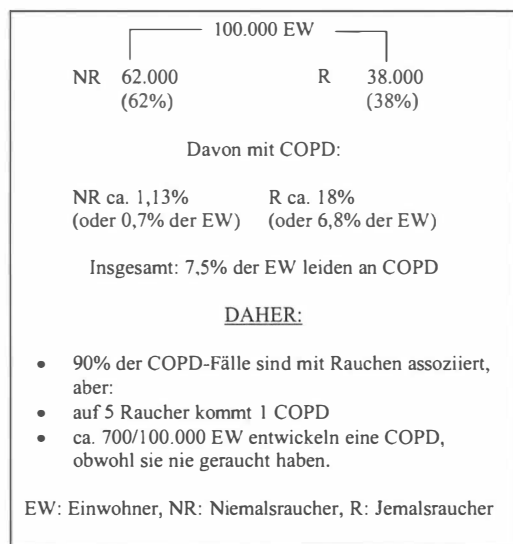 100.000 EW
NR 62.000 R 38.000
(62%) (38%)
Davon mit COPD:
NR ca. 1,13% R ca. 18%
(oder 0,7% der EW) (oder 6,8% der EW)
Insgesamt: 7,5% der EW leiden an COPD
DAHER:
• 90% der COPD-Fälle sind mit Rauchen assoziiert,
aber:
• auf 5 Raucher kommt 1 COPD
• ca. 700/100.000 EW entwickeln eine COPD,
obwohl sie nie geraucht haben.
EW: Einwohner, NR: Niemalsraucher, R: Jemalsraucher